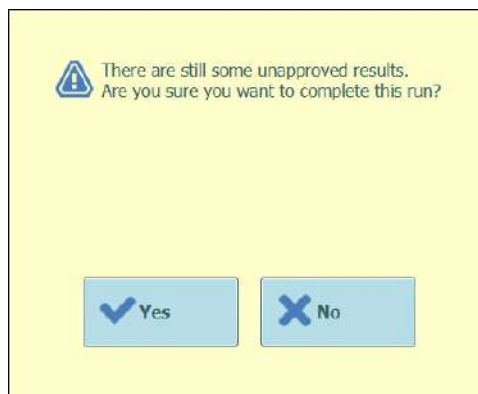 There are still some unapproved results.
Are you sure you want to complete this run?
Yes
No